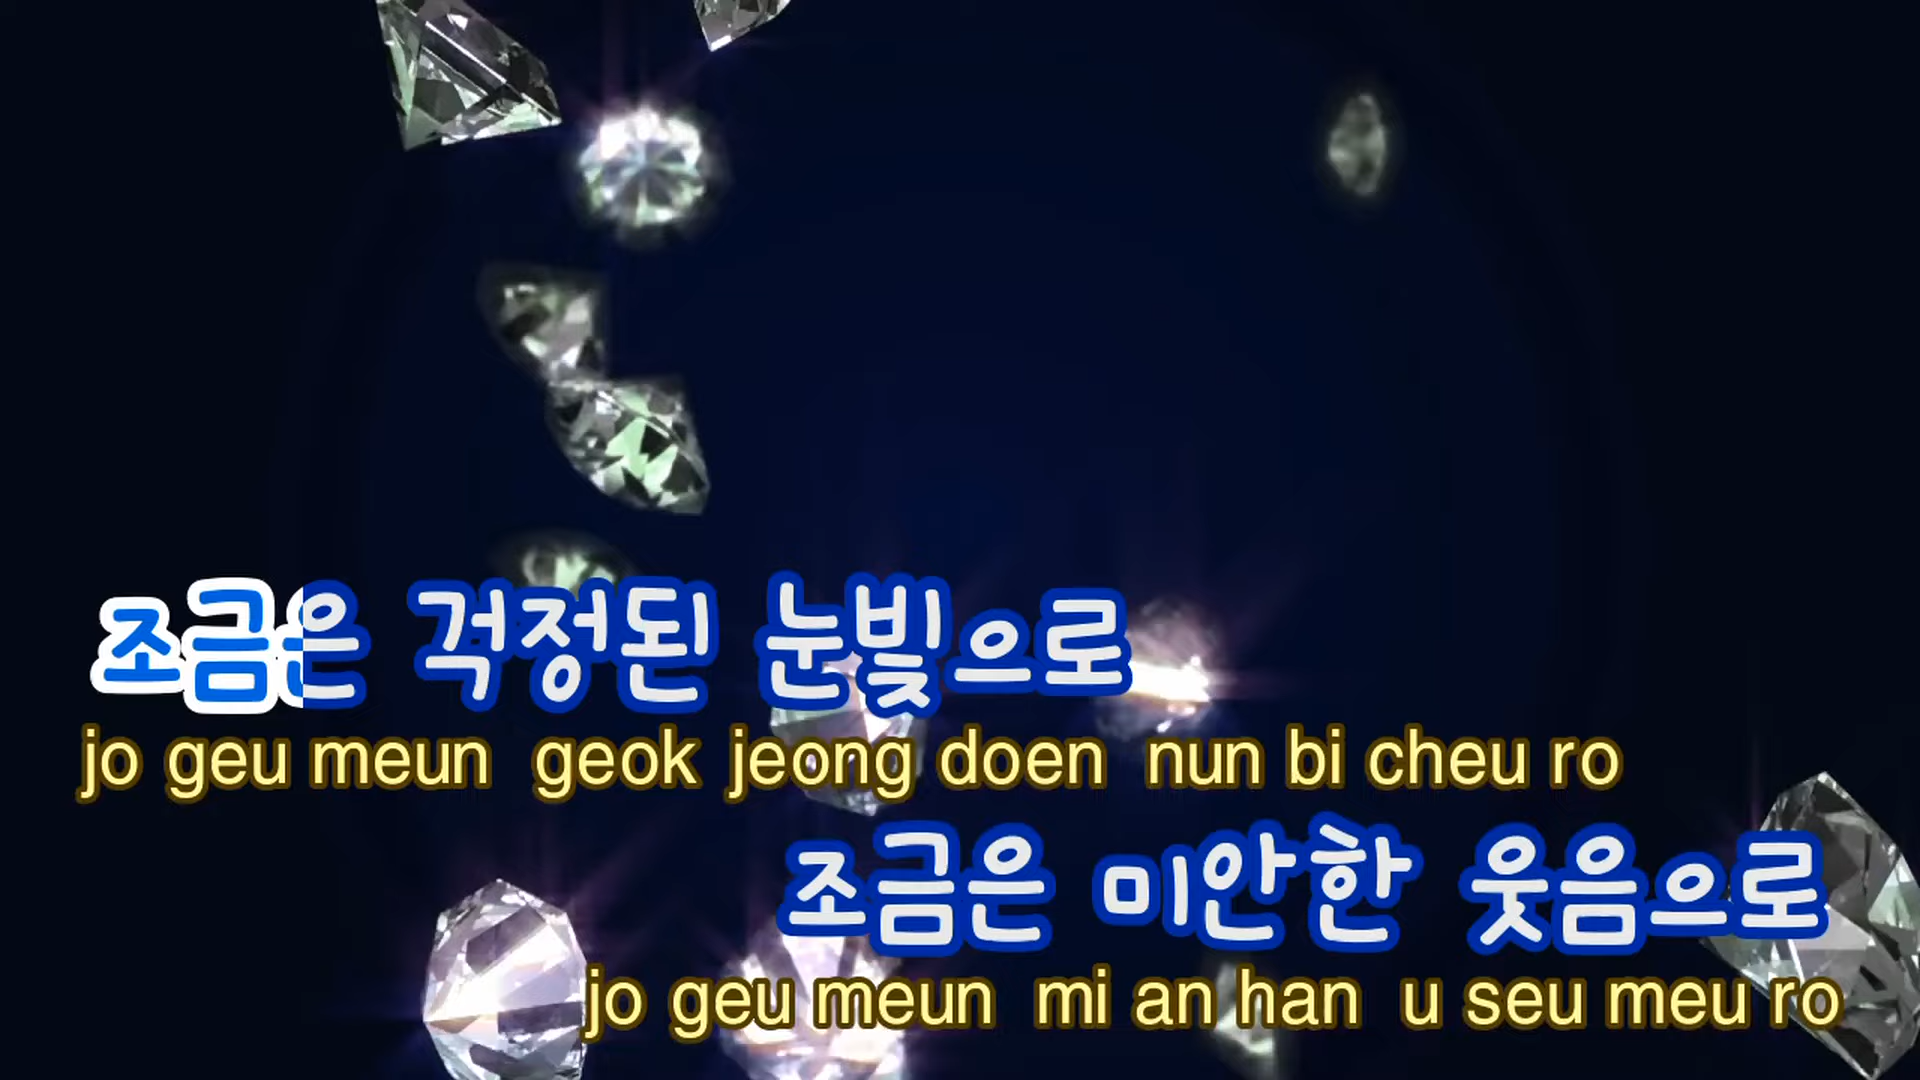 조금은 걱정된 눈빛으로
jo geu meun geok jeong doen nun bi cheu ro
조금은 미안한 웃음으로
jo geu meun mi an han u seu meu ro